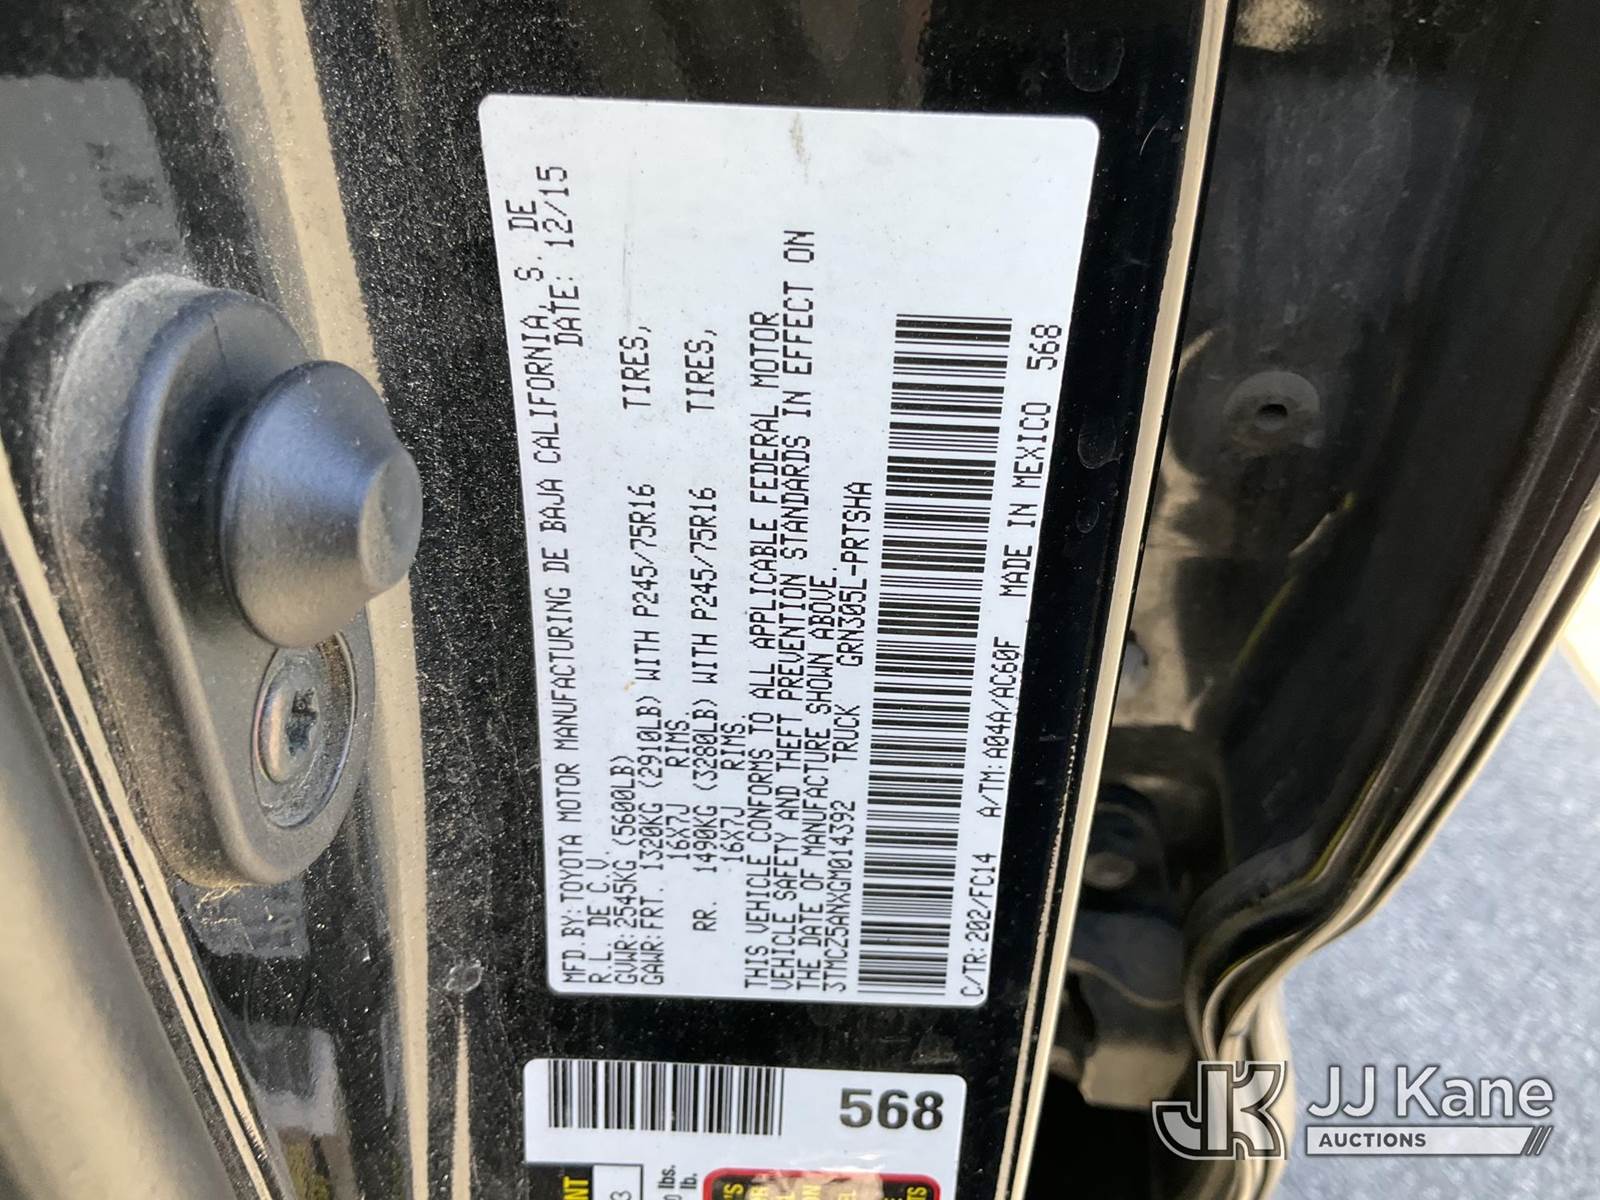 MFD.BY:TOYOTA MOTOR MANUFACTURING DE BAJA CALIFORNIA, S. DE
R.L. DE C.V. DATE: 12/15
GVWR:2545KG (5600LB)
GAWR:FRT. 1320KG (2910LB) WITH P245/75R16 TIRES,
16X7J RIMS.
RR. 1490KG (3280LB) WITH P245/75R16 TIRES,
16X7J RIMS.
THIS VEHICLE CONFORMS TO ALL APPLICABLE FEDERAL MOTOR
VEHICLE SAFETY AND THEFT PREVENTION STANDARDS IN EFFECT ON
THE DATE OF MANUFACTURE SHOWN ABOVE.
3TMCZ5ANXGM014392 TRUCK GRN305L-PRTSHA
C/TR:202/FC14 A/TM:A04A/AC60F MADE IN MEXICO 568
568
lbs.
lb.
JJ Kane
AUCTIONS